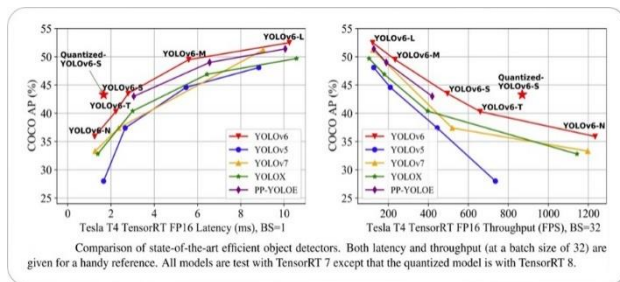 55
50
45
40
35
30
25
COCO AP (%)
YOLOv6-L
YOLOv6-M
Quantized-
YOLOv6-S
YOLOv6-S
YOLOv6-T
YOLOv6-N
YOLOv6
YOLOv5
YOLOv7
YOLOX
PP-YOLOE
0 2 4 6 8 10
Tesla T4 TensorRT FP16 Latency (ms), BS=1
55
50
45
40
35
30
25
COCO AP (%)
YOLOv6-L
YOLOv6-M
YOLOv6-S
Quantized-
YOLOv6-S
YOLOv6-T
YOLOv6-N
YOLOv6
YOLOv5
YOLOv7
YOLOX
PP-YOLOE
200 400 600 800 1000 1200
Tesla T4 TensorRT FP16 Throughput (FPS), BS=32
Comparison of state-of-the-art efficient object detectors. Both latency and throughput (at a batch size of 32) are
given for a handy reference. All models are test with TensorRT 7 except that the quantized model is with TensorRT 8.